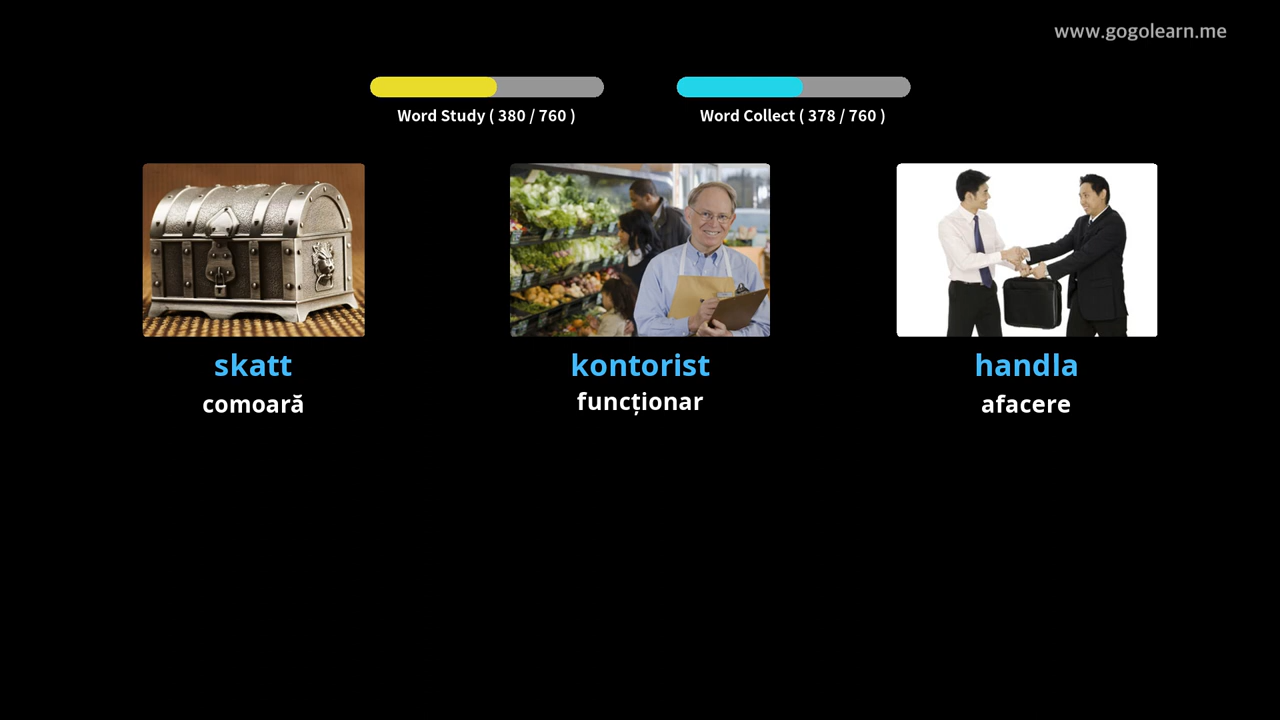 www.gogolearn.me
Word Study ( 380 / 760 )
Word Collect ( 378 / 760 )
skatt
kontorist
handla
comoară
funcționar
afacere